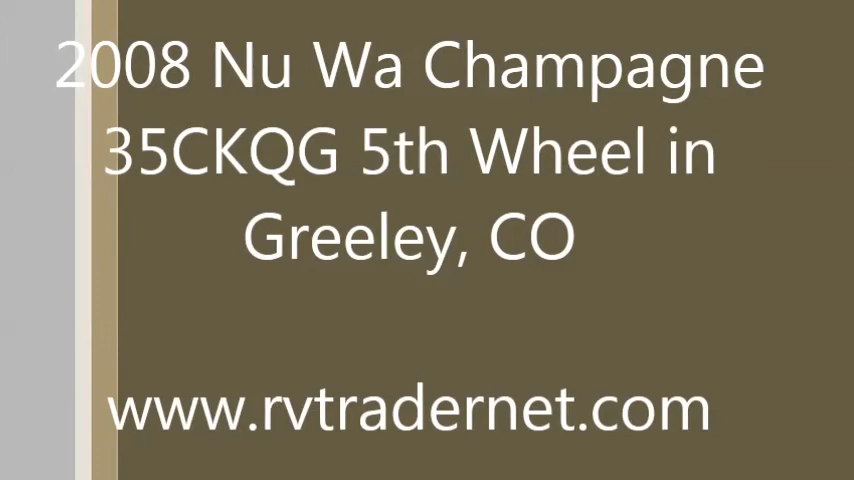 2008 Nu Wa Champagne
35CKQG 5th Wheel in
Greeley, CO
www.rvtradernet.com